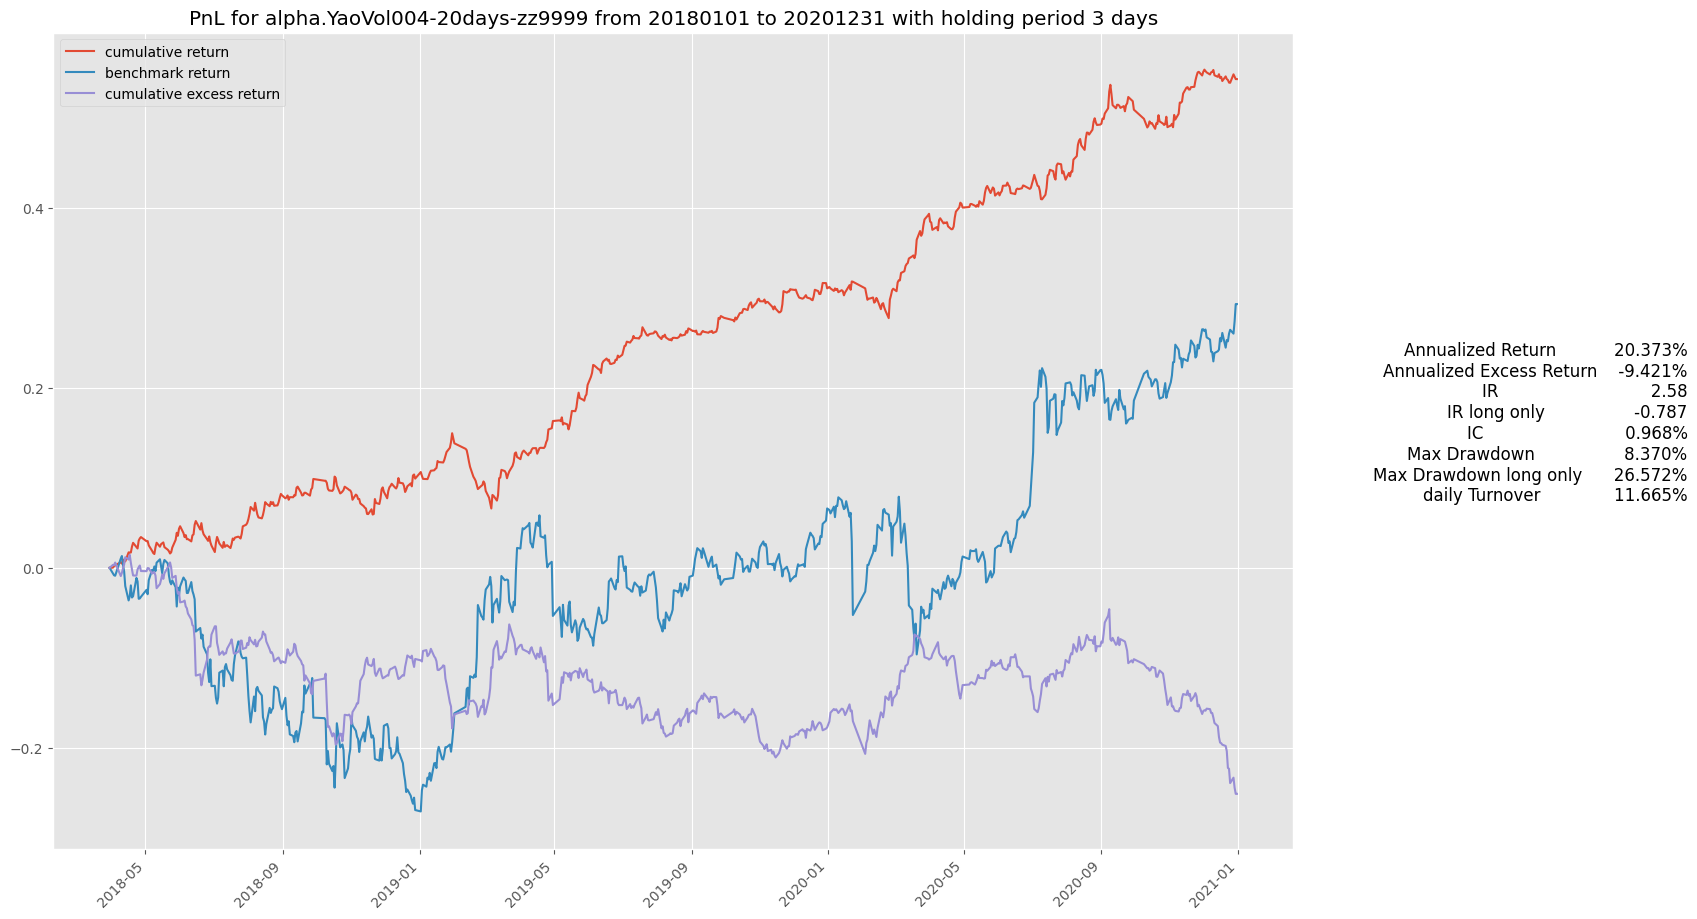 PnL for alpha.YaoVol004-20days-zz9999 from 20180101 to 20201231 with holding period 3 days
cumulative return
benchmark return
cumulative excess return
0.4
0.2
0.0
−0.2
2018-05
2018-09
2019-01
2019-05
2019-09
2020-01
2020-05
2020-09
2021-01
Annualized Return 20.373%
Annualized Excess Return -9.421%
IR 2.58
IR long only -0.787
IC 0.968%
Max Drawdown 8.370%
Max Drawdown long only 26.572%
daily Turnover 11.665%